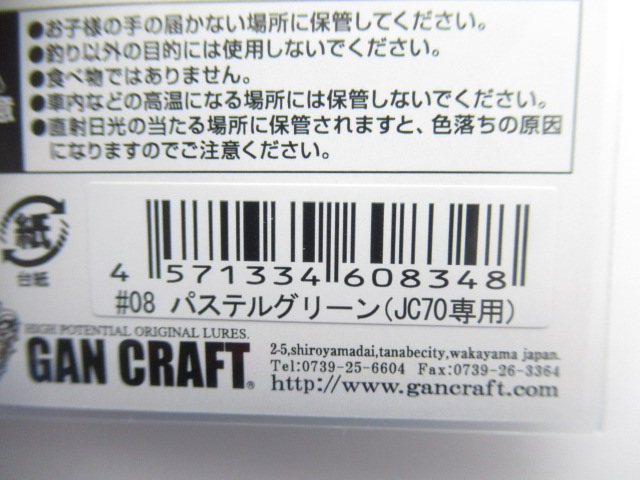 ●お子様の手の届かない場所に保管してください。
●釣り以外の目的には使用しないでください。
●食べ物ではありません。
●車内などの高温になる場所には保管しないでください。
●直射日光の当たる場所に保管されますと、色落ちの原因
になりますのでご注意ください。
意
紙
台紙
4 571334 608348
#08 パステルグリーン(JC70専用)
HIGH POTENTIAL ORIGINAL LURES.
GAN CRAFT®
2-5,shiroyamadai,tanabecity,wakayama japan.
Tel:0739-25-6604 Fax:0739-26-3364
http://www.gancraft.com